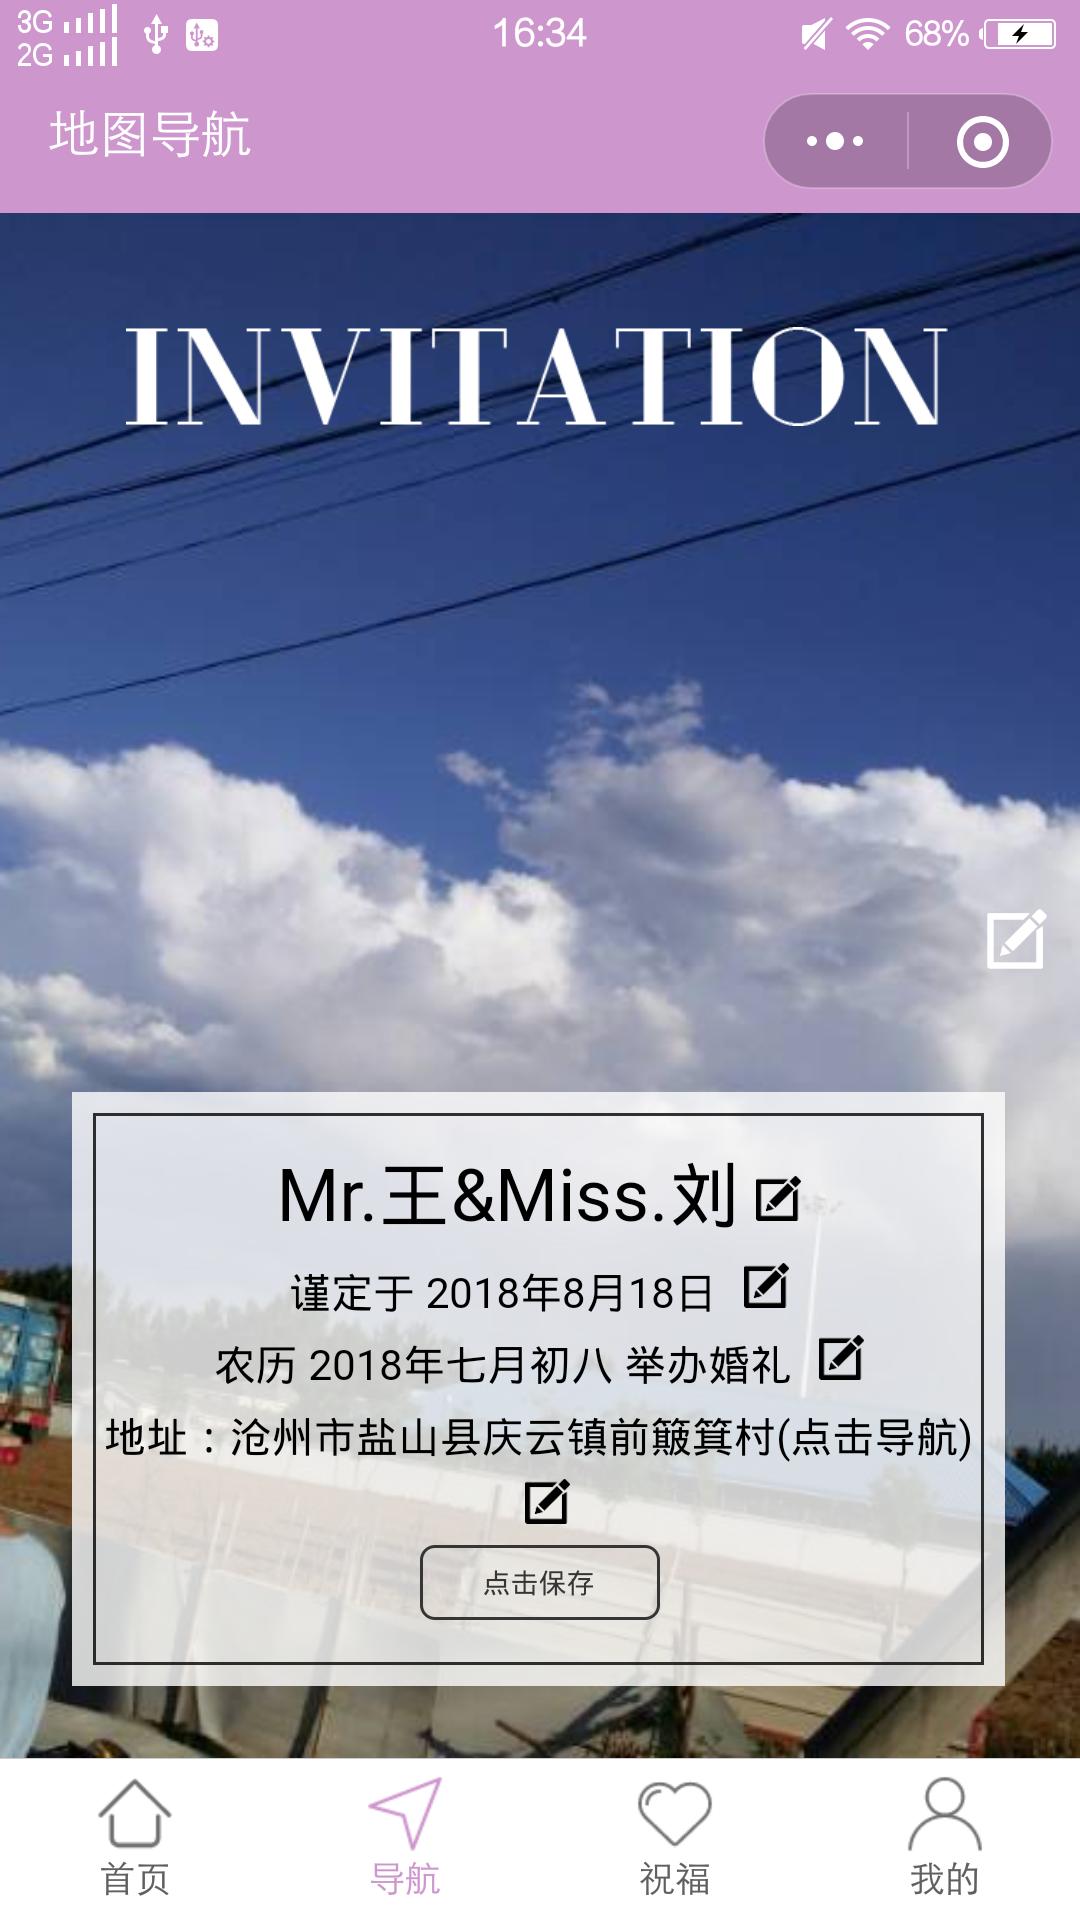 3G
2G
16:34
68%
地图导航
INVITATION
Mr.王&Miss.刘
谨定于 2018年8月18日
农历 2018年七月初八 举办婚礼
地址：沧州市盐山县庆云镇前簸箕村(点击导航)
点击保存
首页
导航
祝福
我的